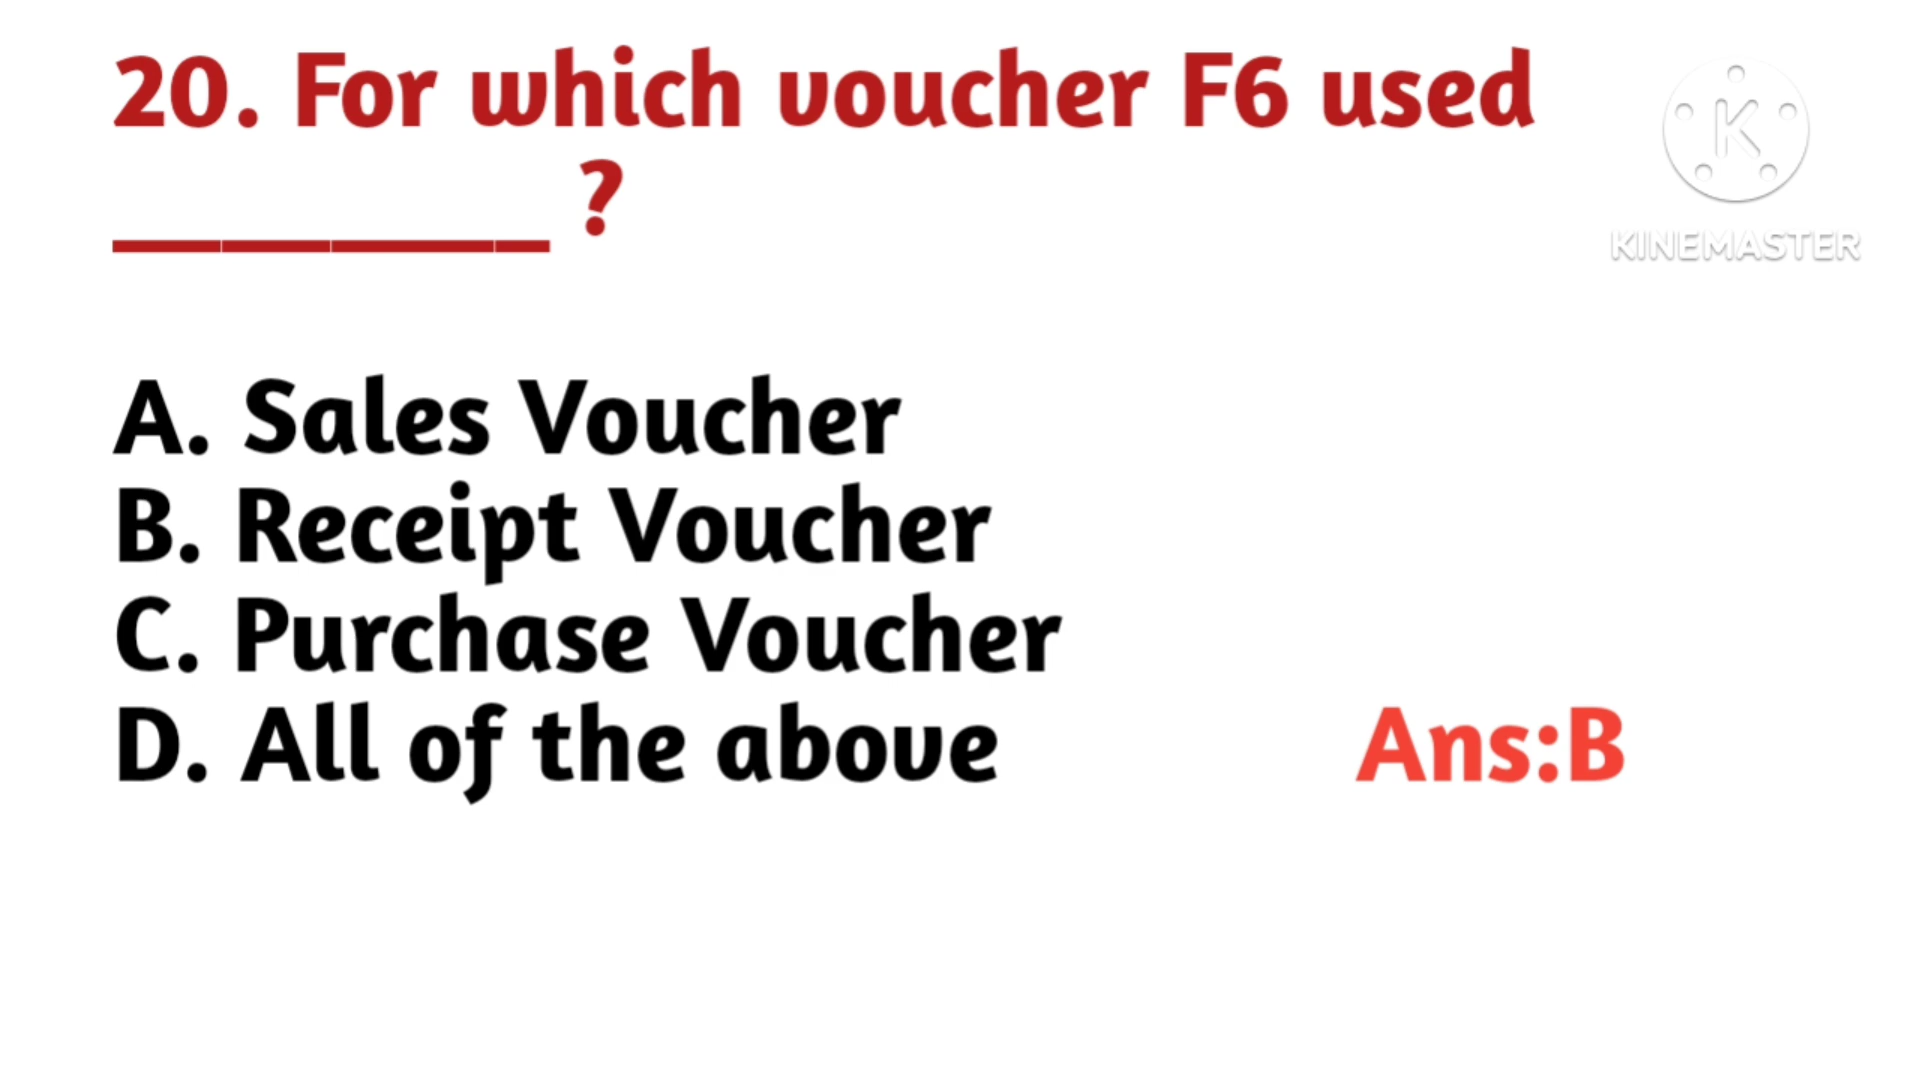 20. For which voucher F6 used
________ ?
K
KINEMASTER
A. Sales Voucher
B. Receipt Voucher
C. Purchase Voucher
D. All of the above
Ans:B